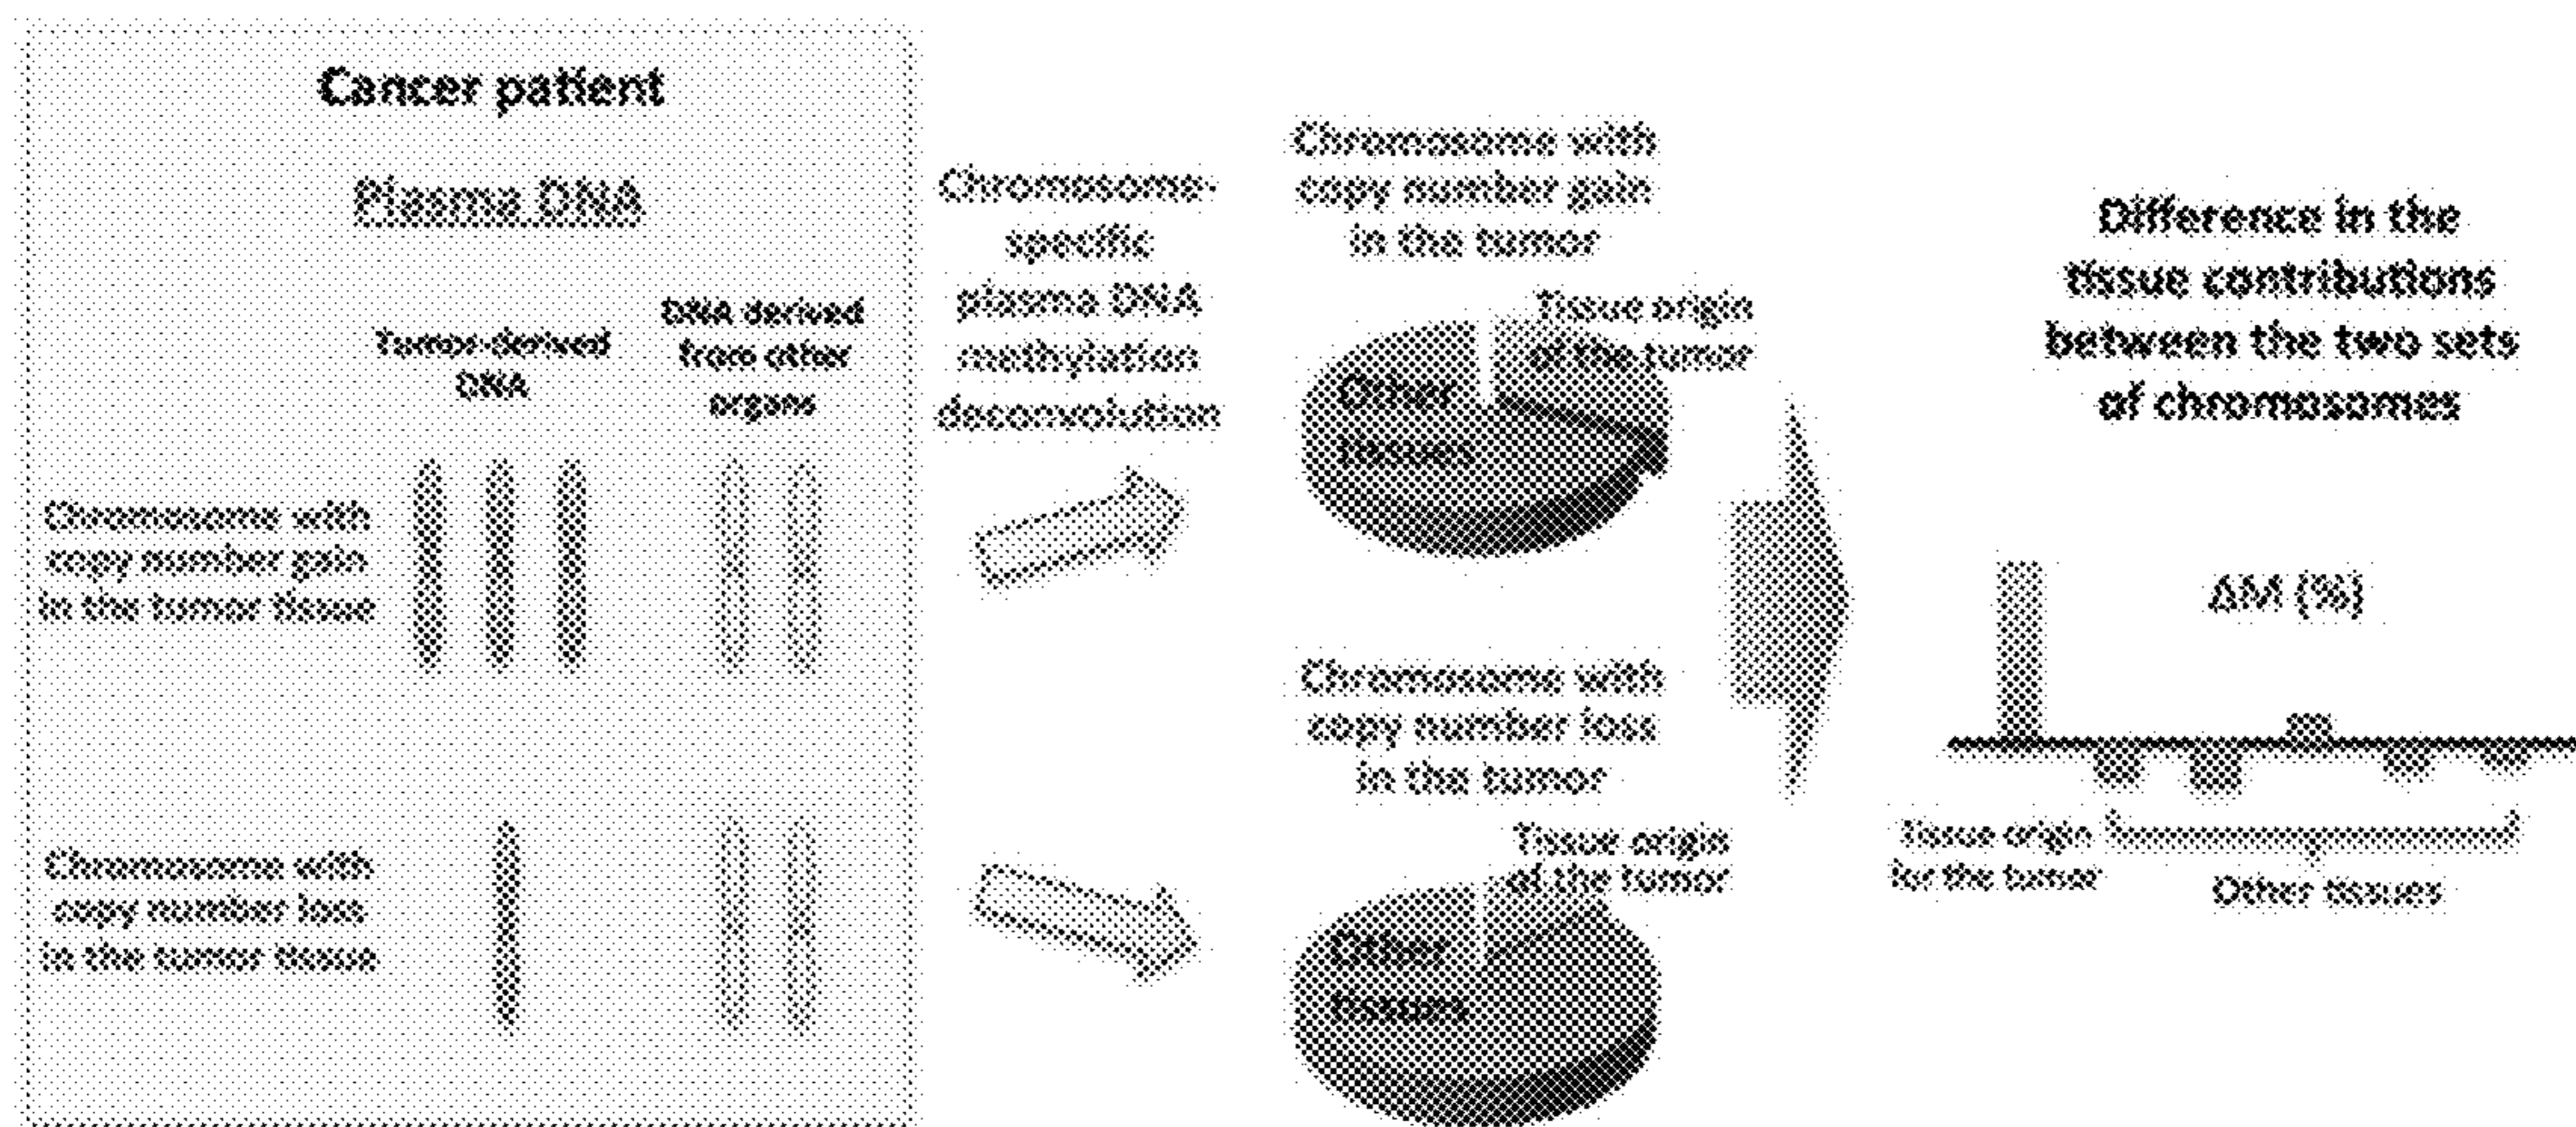 Cancer patient
Plasma DNA
Tumor-derived
DNA
DNA derived
from other
organs
Chromosome with
copy number gain
in the tumor tissue
Chromosome with
copy number loss
in the tumor tissue
Chromosome-
specific
plasma DNA
methylation
deconvolution
Chromosome with
copy number gain
in the tumor
Tissue origin
of the tumor
Other
tissues
Chromosome with
copy number loss
in the tumor
Tissue origin
of the tumor
Other
tissues
Difference in the
tissue contributions
between the two sets
of chromosomes
ΔM (%)
Tissue origin
for the tumor
Other tissues